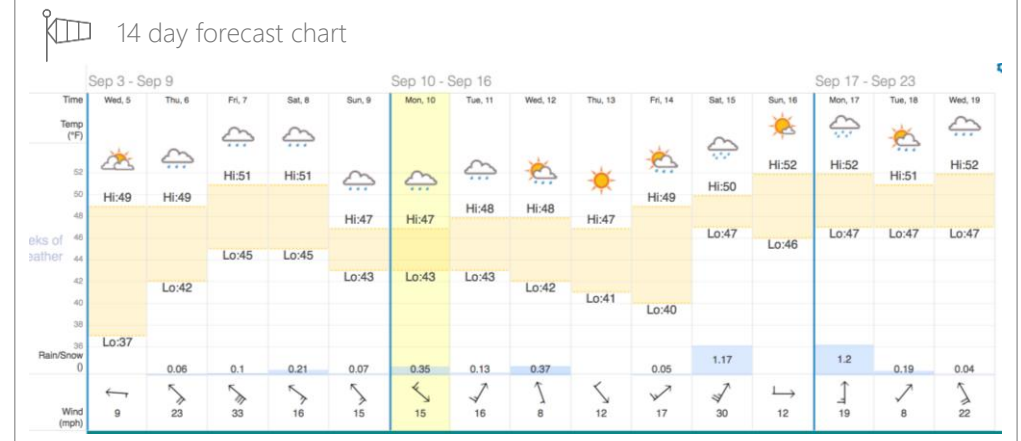 14 day forecast chart
Sep 3 - Sep 9 Sep 10 - Sep 16 Sep 17 - Sep 23
Time Wed, 5 Thu, 6 Fri, 7 Sat, 8 Sun, 9 Mon, 10 Tue, 11 Wed, 12 Thu, 13 Fri, 14 Sat, 15 Sun, 16 Mon, 17 Tue, 18 Wed, 19
Temp
(°F)
Hi:49 Hi:49 Hi:51 Hi:51 Hi:47 Hi:47 Hi:48 Hi:48 Hi:47 Hi:49 Hi:50 Hi:52 Hi:52 Hi:51 Hi:52
52
50
48
46
44
42
40
38
36
eks of
eather
Lo:37 Lo:42 Lo:45 Lo:45 Lo:43 Lo:43 Lo:43 Lo:42 Lo:41 Lo:40 Lo:47 Lo:46 Lo:47 Lo:47 Lo:47
Rain/Snow
0 0.06 0.1 0.21 0.07 0.35 0.13 0.37 0.05 1.17 1.2 0.19 0.04
Wind
(mph)
9 23 33 16 15 15 16 8 12 17 30 12 19 8 22